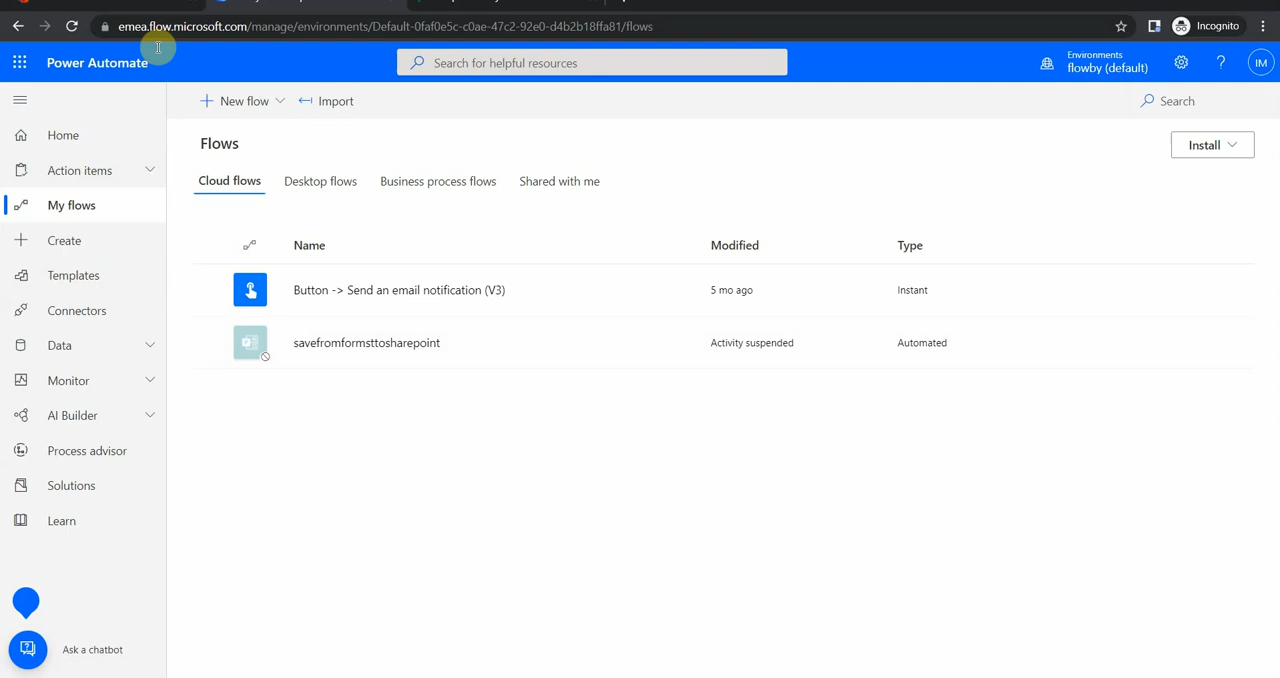 emea.flow.microsoft.com/manage/environments/Default-0faf0e5c-c0ae-47c2-92e0-d4b2b18ffa81/flows
Incognito
Power Automate
Search for helpful resources
Environments
flowby (default)
IM
New flow
Import
Search
Home
Action items
My flows
Create
Templates
Connectors
Data
Monitor
AI Builder
Process advisor
Solutions
Learn
Ask a chatbot
Flows
Install
Cloud flows Desktop flows Business process flows Shared with me
Name Modified Type
Button -> Send an email notification (V3) 5 mo ago Instant
savefromformsttosharepoint Activity suspended Automated